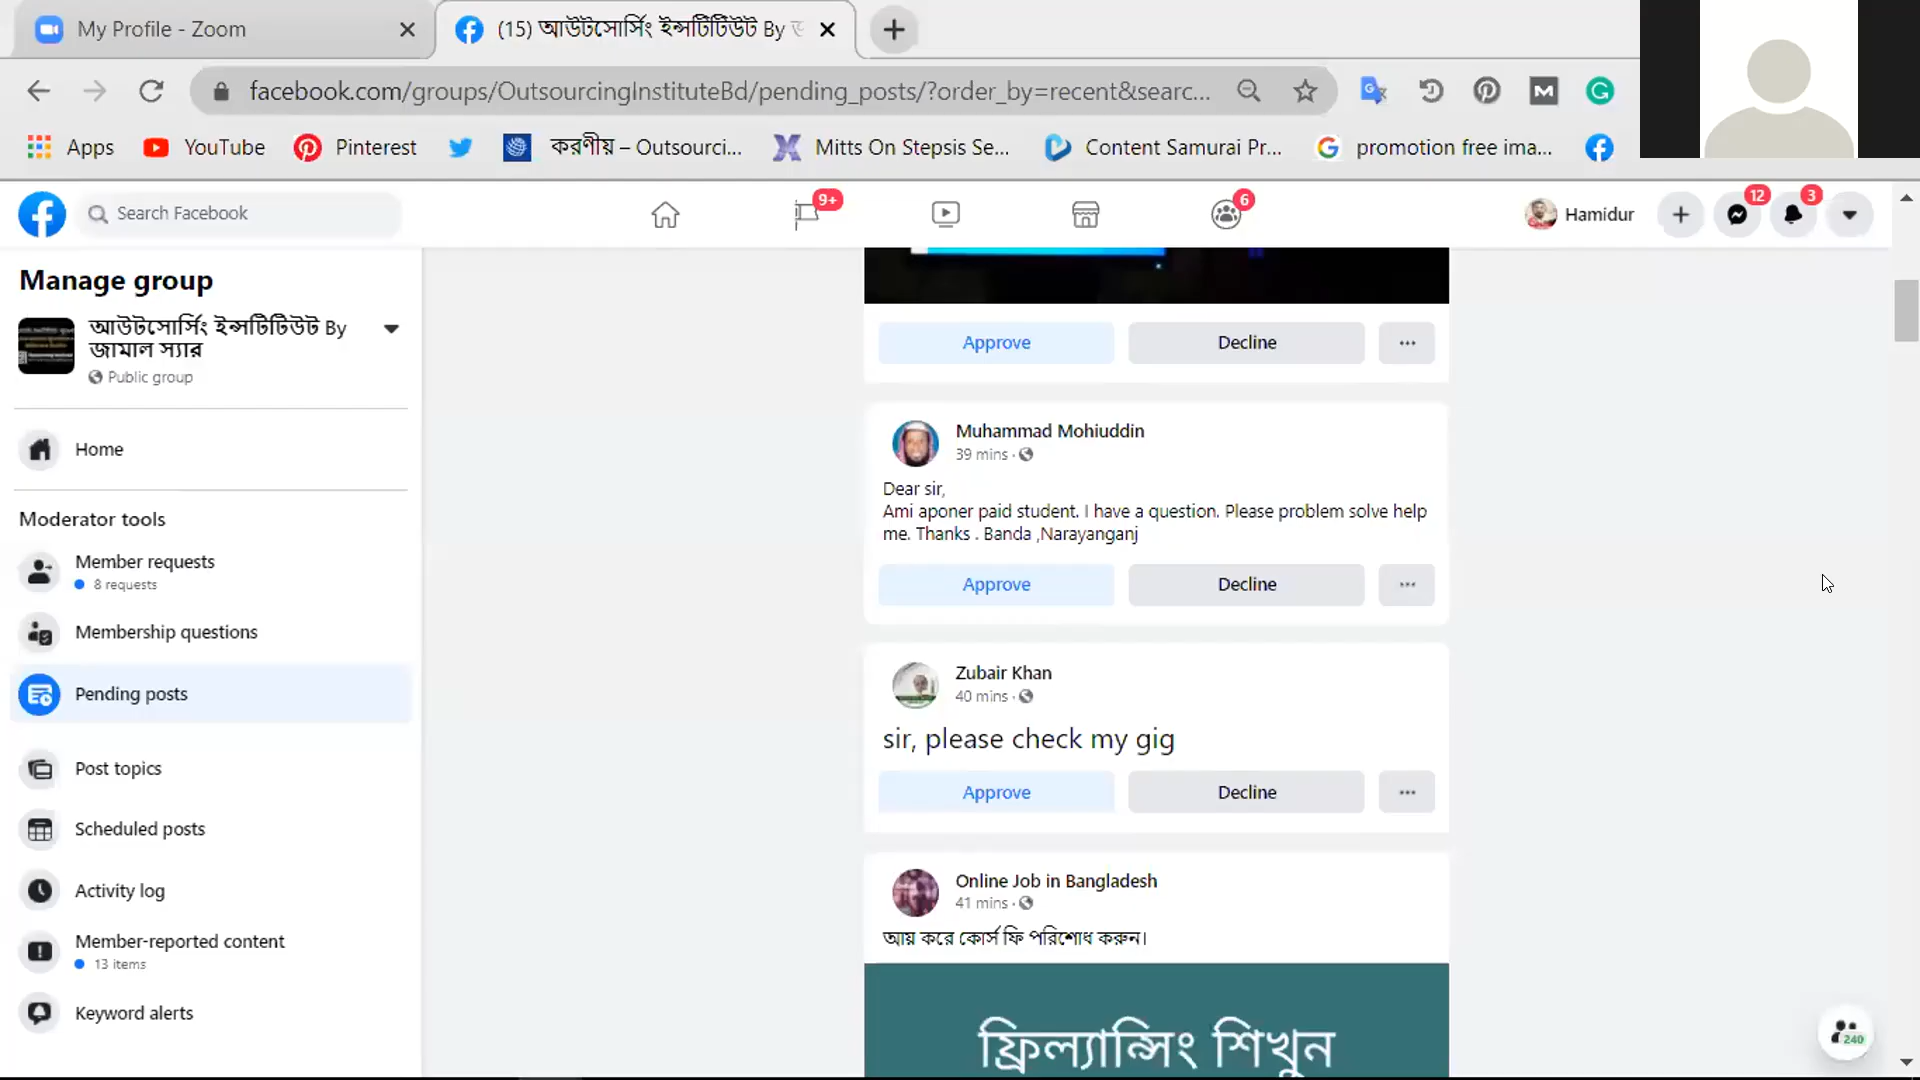 My Profile - Zoom
(15) আউটসোর্সিং ইন্সটিটিউট By
facebook.com/groups/OutsourcingInstituteBd/pending_posts/?order_by=recent&searc...
Apps
YouTube
Pinterest
করণীয় – Outsourci...
Mitts On Stepsis Se...
Content Samurai Pr...
promotion free ima...
Search Facebook
9+
6
Hamidur
12
3
Manage group
আউটসোর্সিং ইন্সটিটিউট By
জামাল স্যার
Public group
Home
Moderator tools
Member requests
8 requests
Membership questions
Pending posts
Post topics
Scheduled posts
Activity log
Member-reported content
13 items
Keyword alerts
Approve
Decline
Muhammad Mohiuddin
39 mins ·
Dear sir,
Ami aponer paid student. I have a question. Please problem solve help
me. Thanks . Banda ,Narayanganj
Approve
Decline
Zubair Khan
40 mins ·
sir, please check my gig
Approve
Decline
Online Job in Bangladesh
41 mins ·
আয় করে কোর্স ফি পরিশোধ করুন।
ফ্রিল্যান্সিং শিখুন
240